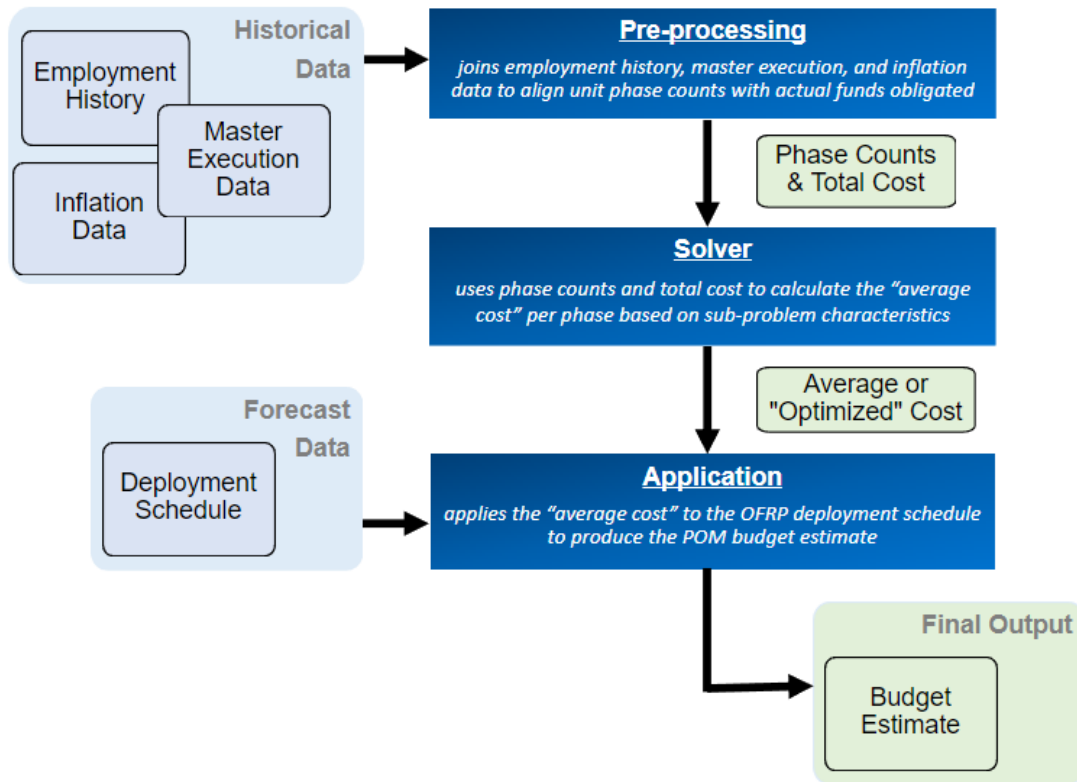 Historical
Data
Employment
History
Master
Execution
Data
Inflation
Data
Pre-processing
joins employment history, master execution, and inflation
data to align unit phase counts with actual funds obligated
Phase Counts
& Total Cost
Solver
uses phase counts and total cost to calculate the “average
cost” per phase based on sub-problem characteristics
Average or
"Optimized" Cost
Forecast
Data
Deployment
Schedule
Application
applies the “average cost” to the OFRP deployment schedule
to produce the POM budget estimate
Final Output
Budget
Estimate